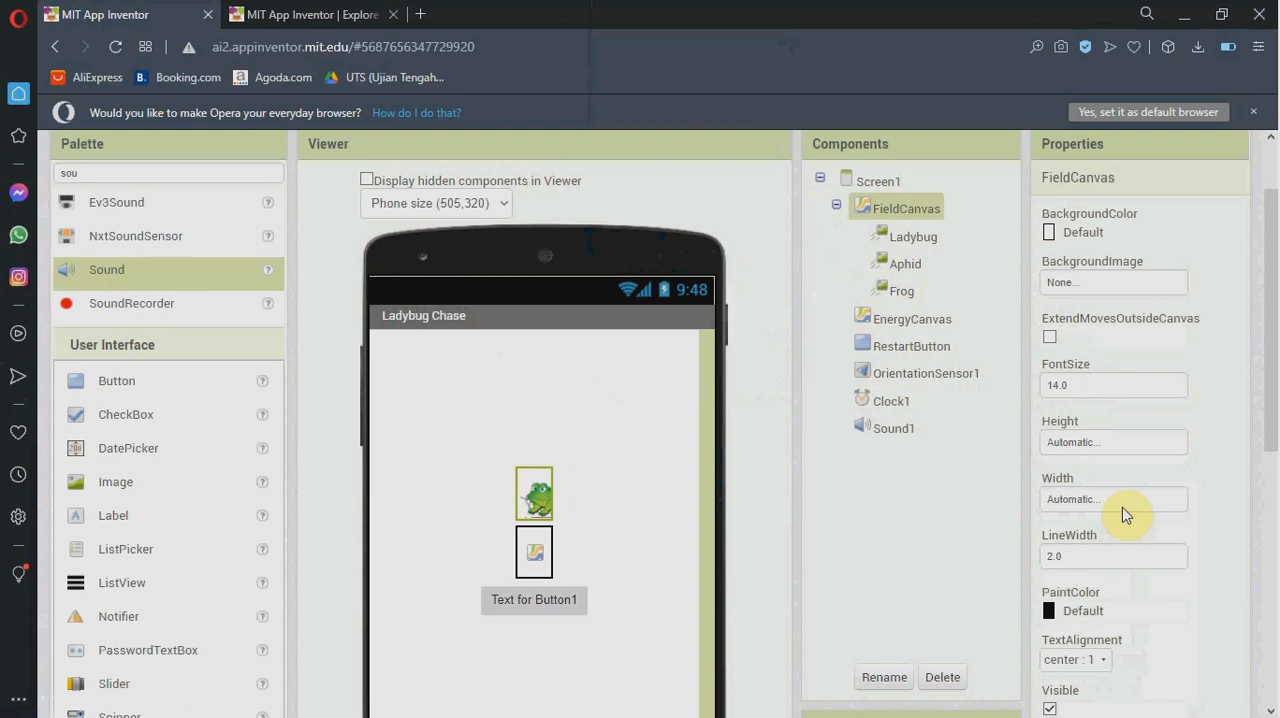 MIT App Inventor
MIT App Inventor | Explore
ai2.appinventor.mit.edu/#5687656347729920
AliExpress
B. Booking.com
a Agoda.com
UTS (Ujian Tengah...
Would you like to make Opera your everyday browser? How do I do that?
Yes, set it as default browser
Palette
sou
Ev3Sound
NxtSoundSensor
Sound
SoundRecorder
User Interface
Button
CheckBox
DatePicker
Image
A Label
ListPicker
ListView
Notifier
PasswordTextBox
Slider
Spinner
Viewer
Display hidden components in Viewer
Phone size (505,320)
9:48
Ladybug Chase
Text for Button1
Components
Screen1
FieldCanvas
Ladybug
Aphid
Frog
EnergyCanvas
RestartButton
OrientationSensor1
Clock1
Sound1
Rename
Delete
Properties
FieldCanvas
BackgroundColor
Default
BackgroundImage
None...
ExtendMovesOutsideCanvas
FontSize
14.0
Height
Automatic...
Width
Automatic...
LineWidth
2.0
PaintColor
Default
TextAlignment
center : 1
Visible